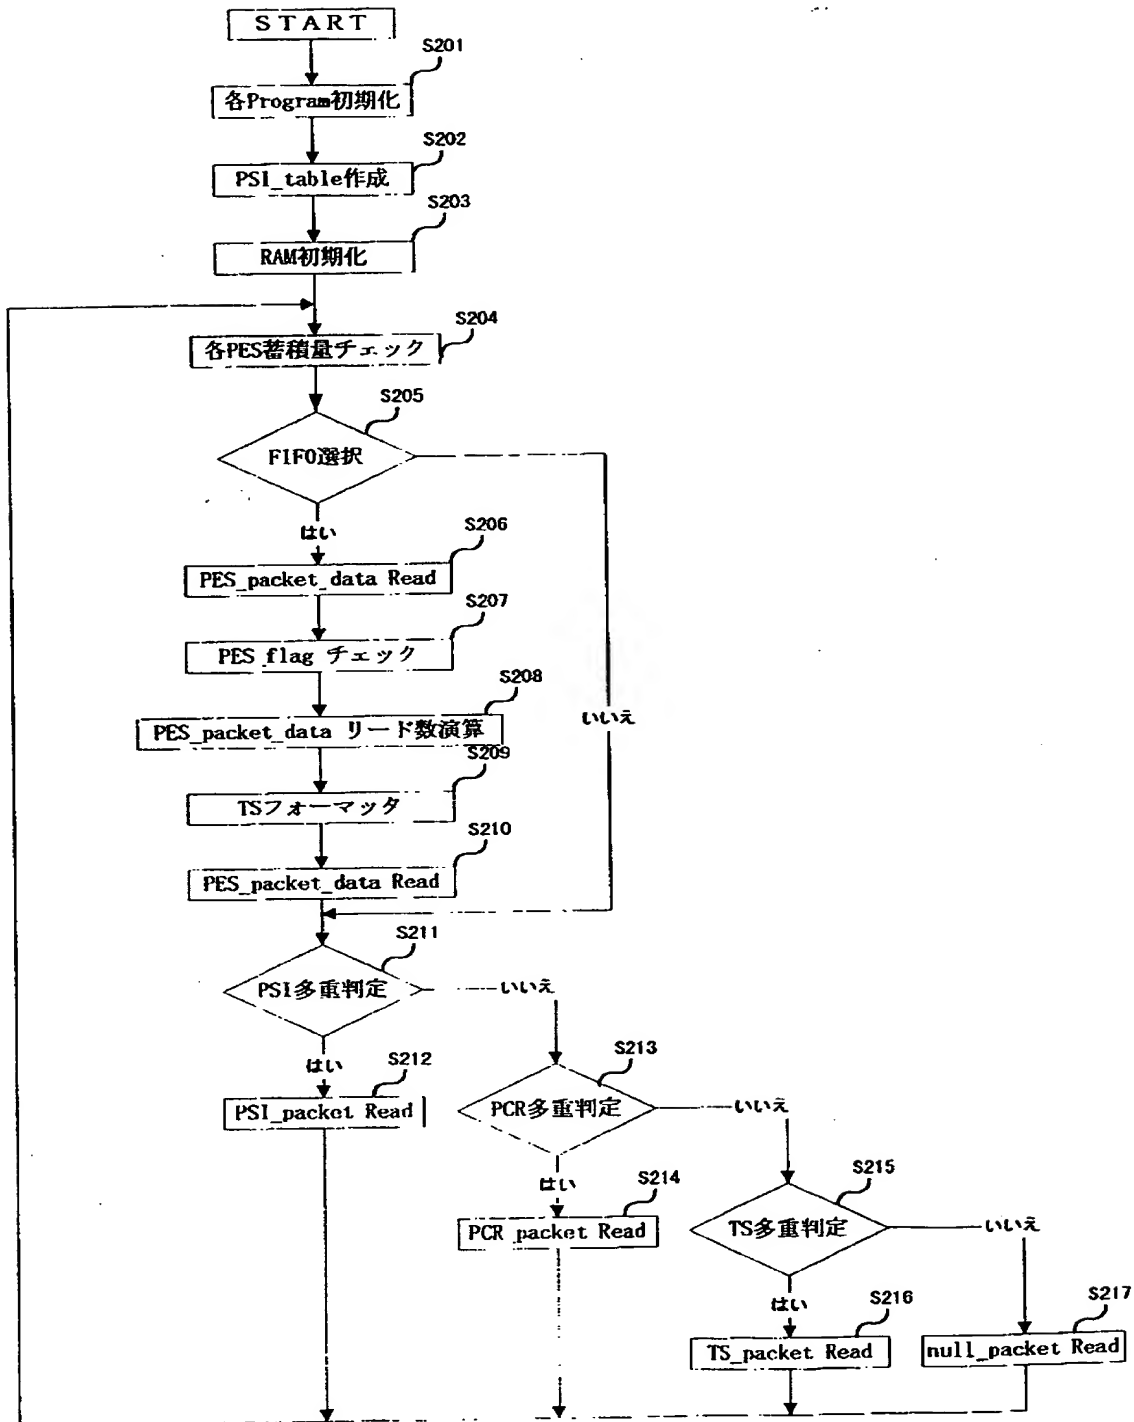 START
S201
各Program初期化
S202
PSI_table作成
S203
RAM初期化
S204
各PES蓄積量チェック
S205
FIFO選択
はい
いいえ
S206
PES_packet_data Read
S207
PES_flag チェック
S208
PES_packet_data リード数演算
S209
TSフォーマッタ
S210
PES_packet_data Read
S211
PSI多重判定
いいえ
はい
S212
PSI_packet Read
S213
PCR多重判定
いいえ
はい
S214
PCR_packet Read
S215
TS多重判定
いいえ
はい
S216
TS_packet Read
S217
null_packet Read